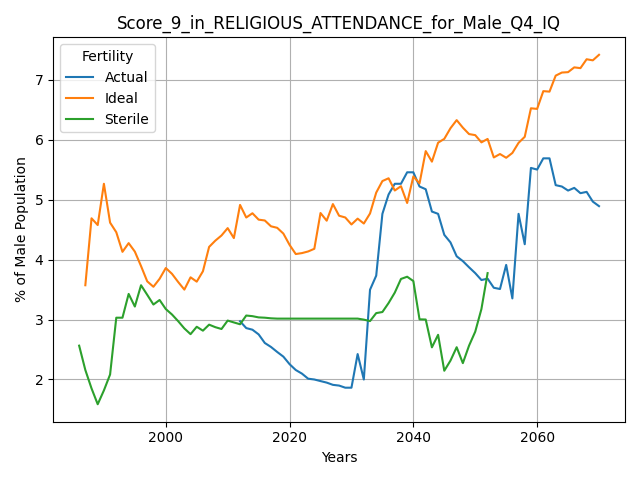 Score_9_in_RELIGIOUS_ATTENDANCE_for_Male_Q4_IQ
Fertility
Actual
Ideal
Sterile
% of Male Population
7
6
5
4
3
2
2000 2020 2040 2060
Years